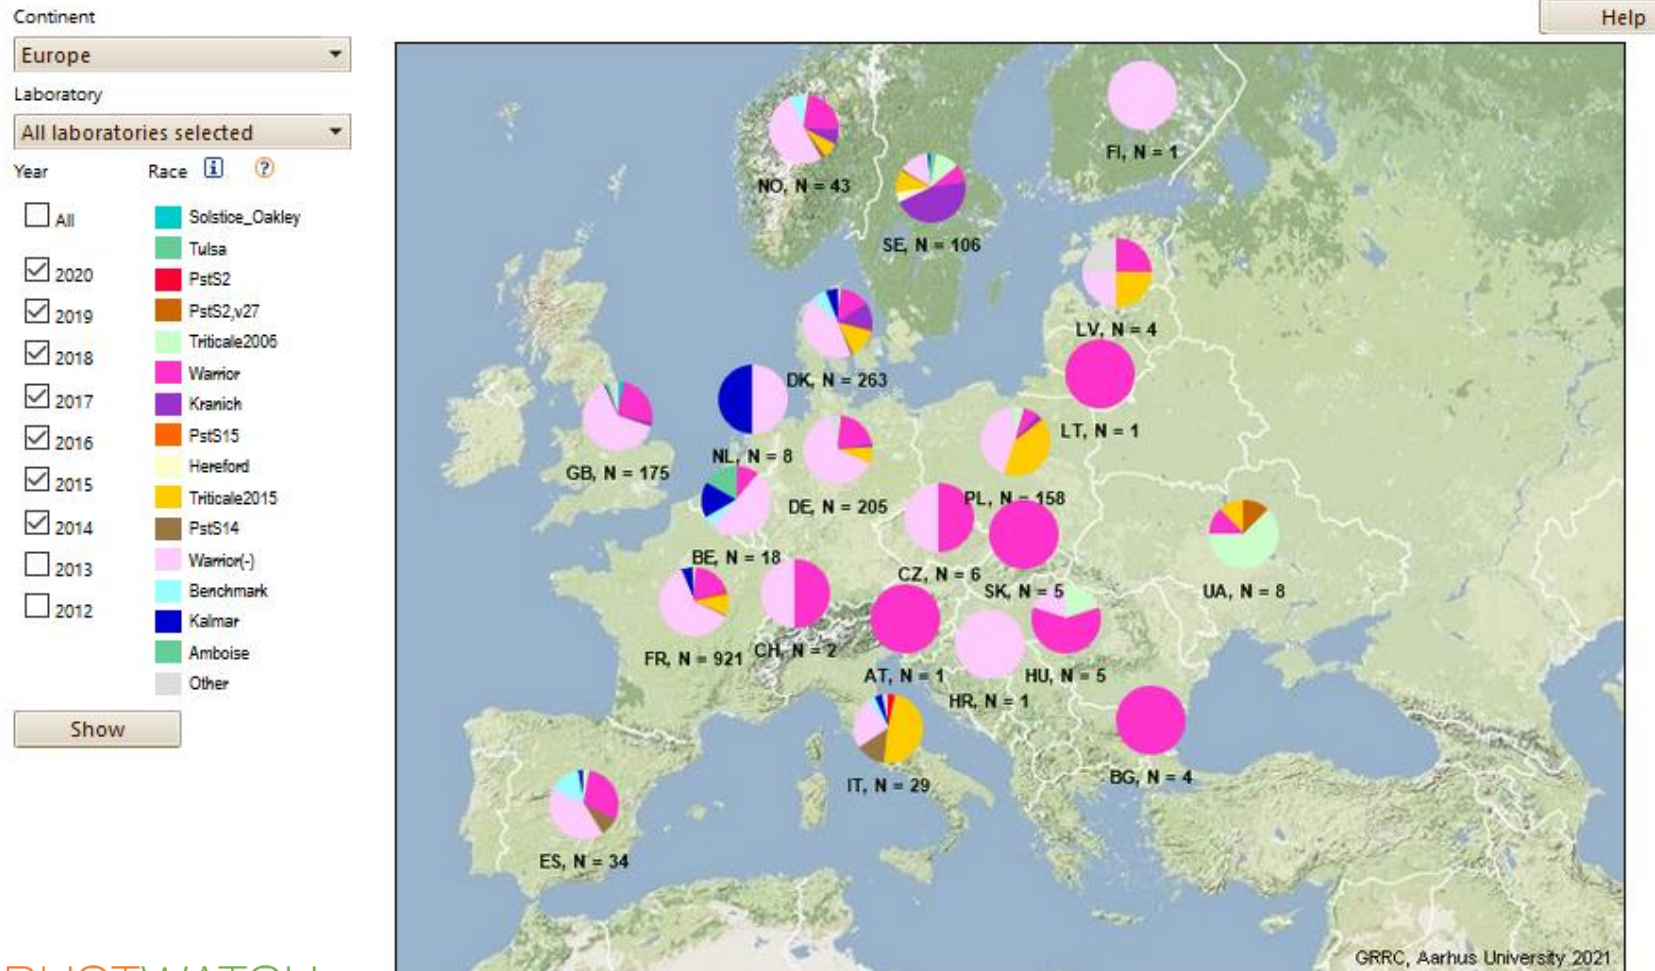 Continent
Help
Europe
Laboratory
All laboratories selected
Year
Race
i
?
All
2020
2019
2018
2017
2016
2015
2014
2013
2012
Solstice_Oakley
Tulsa
PstS2
PstS2,v27
Triticale2006
Warrior
Kranich
PstS15
Hereford
Triticale2015
PstS14
Warrior(-)
Benchmark
Kalmar
Amboise
Other
Show
FI, N = 1
NO, N = 43
SE, N = 106
LV, N = 4
DK, N = 263
LT, N = 1
NL, N = 8
GB, N = 175
PL, N = 158
DE, N = 205
BE, N = 18
CZ, N = 6
SK, N = 5
UA, N = 8
FR, N = 921
CH, N = 2
AT, N = 1
HU, N = 5
HR, N = 1
BG, N = 4
IT, N = 29
ES, N = 34
GRRC, Aarhus University 2021
RUSTWATCH